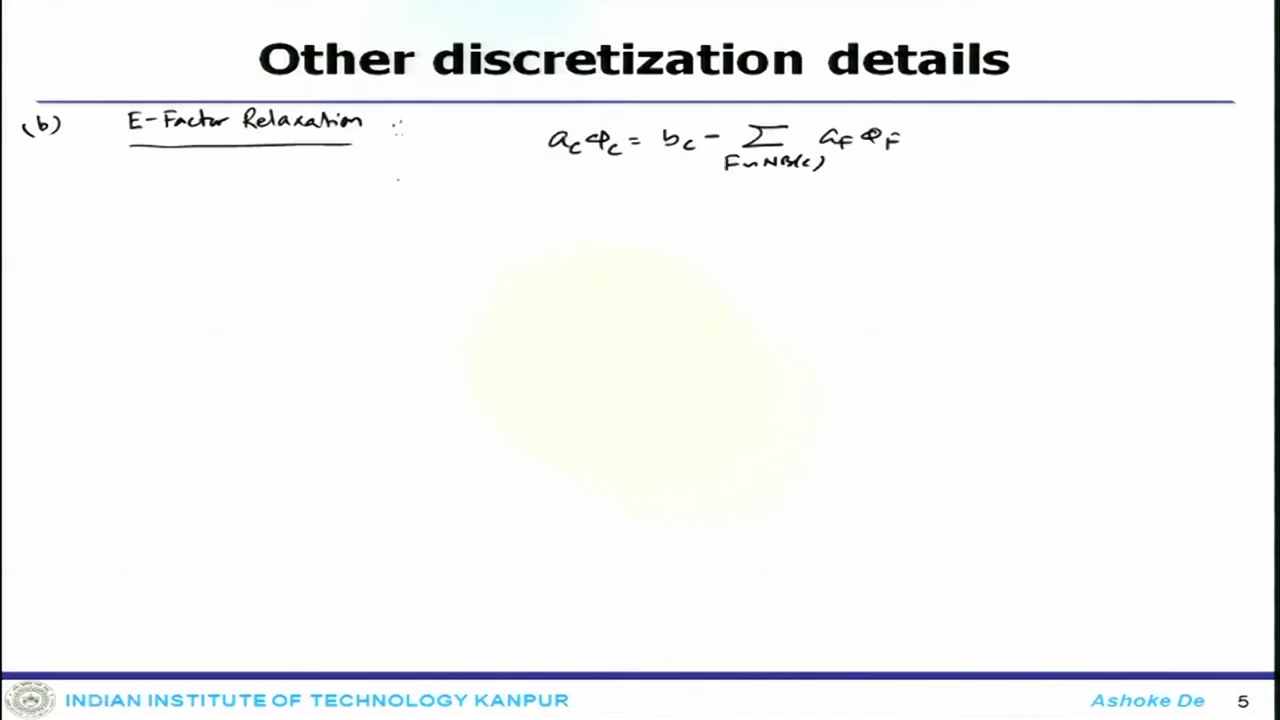 Other discretization details
(b) E-Factor Relaxation :: a_C Φ_C = b_C - Σ_{F~NB(C)} a_F Φ_F
INDIAN INSTITUTE OF TECHNOLOGY KANPUR Ashoke De 5